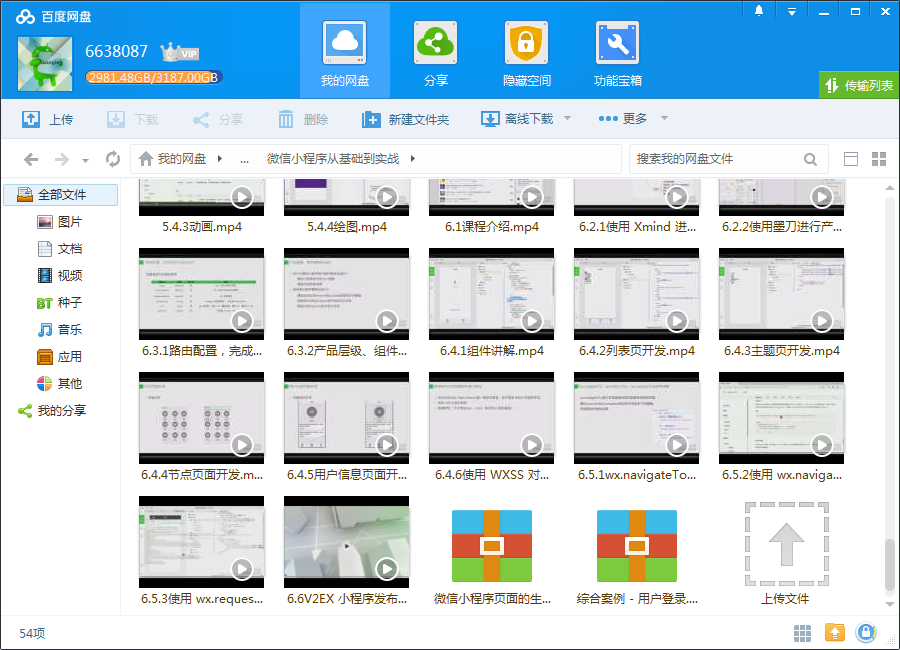 百度网盘
6638087 VIP
2981.48GB/3187.00GB
我的网盘 分享 隐藏空间 功能宝箱
传输列表
上传 下载 分享 删除 新建文件夹 离线下载 更多
我的网盘 ... 微信小程序从基础到实战 搜索我的网盘文件
全部文件
图片
文档
视频
BT 种子
音乐
应用
其他
我的分享
5.4.3动画.mp4 5.4.4绘图.mp4 6.1课程介绍.mp4 6.2.1使用 Xmind 进... 6.2.2使用墨刀进行产...
6.3.1路由配置，完成... 6.3.2产品层级、组件... 6.4.1组件讲解.mp4 6.4.2列表页开发.mp4 6.4.3主题页开发.mp4
6.4.4节点页面开发.m... 6.4.5用户信息页面开... 6.4.6使用 WXSS 对... 6.5.1wx.navigateTo... 6.5.2使用 wx.naviga...
6.5.3使用 wx.reques... 6.6V2EX 小程序发布... 微信小程序页面的生... 综合案例 - 用户登录.... 上传文件
54项